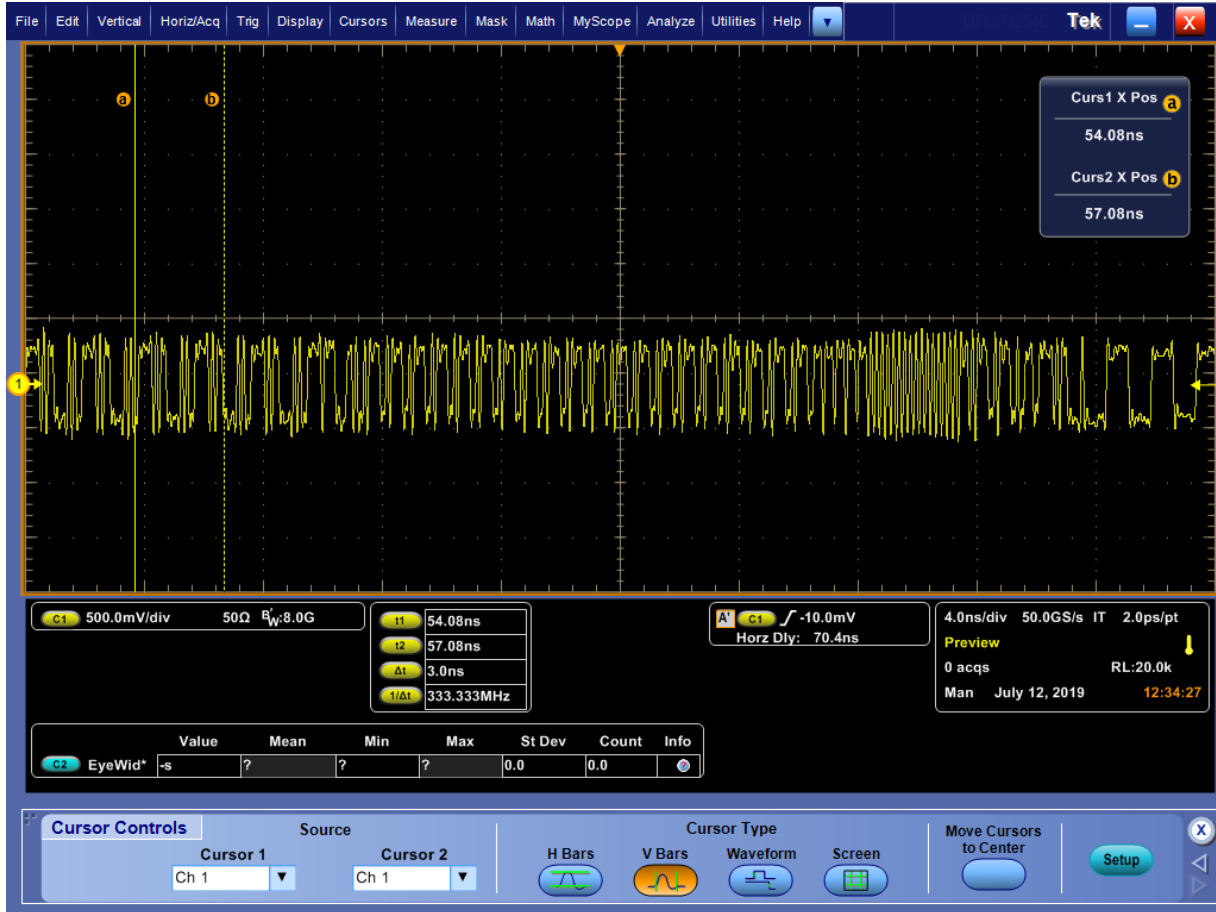 File Edit Vertical Horiz/Acq Trig Display Cursors Measure Mask Math MyScope Analyze Utilities Help Tek X
a b
Curs1 X Pos a
54.08ns
Curs2 X Pos b
57.08ns
1
C1 500.0mV/div 50Ω BW:8.0G
t1 54.08ns
t2 57.08ns
Δt 3.0ns
1/Δt 333.333MHz
A' C1 -10.0mV
Horz Dly: 70.4ns
4.0ns/div 50.0GS/s IT 2.0ps/pt
Preview
0 acqs RL:20.0k
Man July 12, 2019 12:34:27
Value Mean Min Max St Dev Count Info
C2 EyeWid* -s ? ? ? 0.0 0.0 ?
Cursor Controls
Source
Cursor 1 Cursor 2
Ch 1 Ch 1
Cursor Type
H Bars V Bars Waveform Screen
Move Cursors
to Center
Setup
X